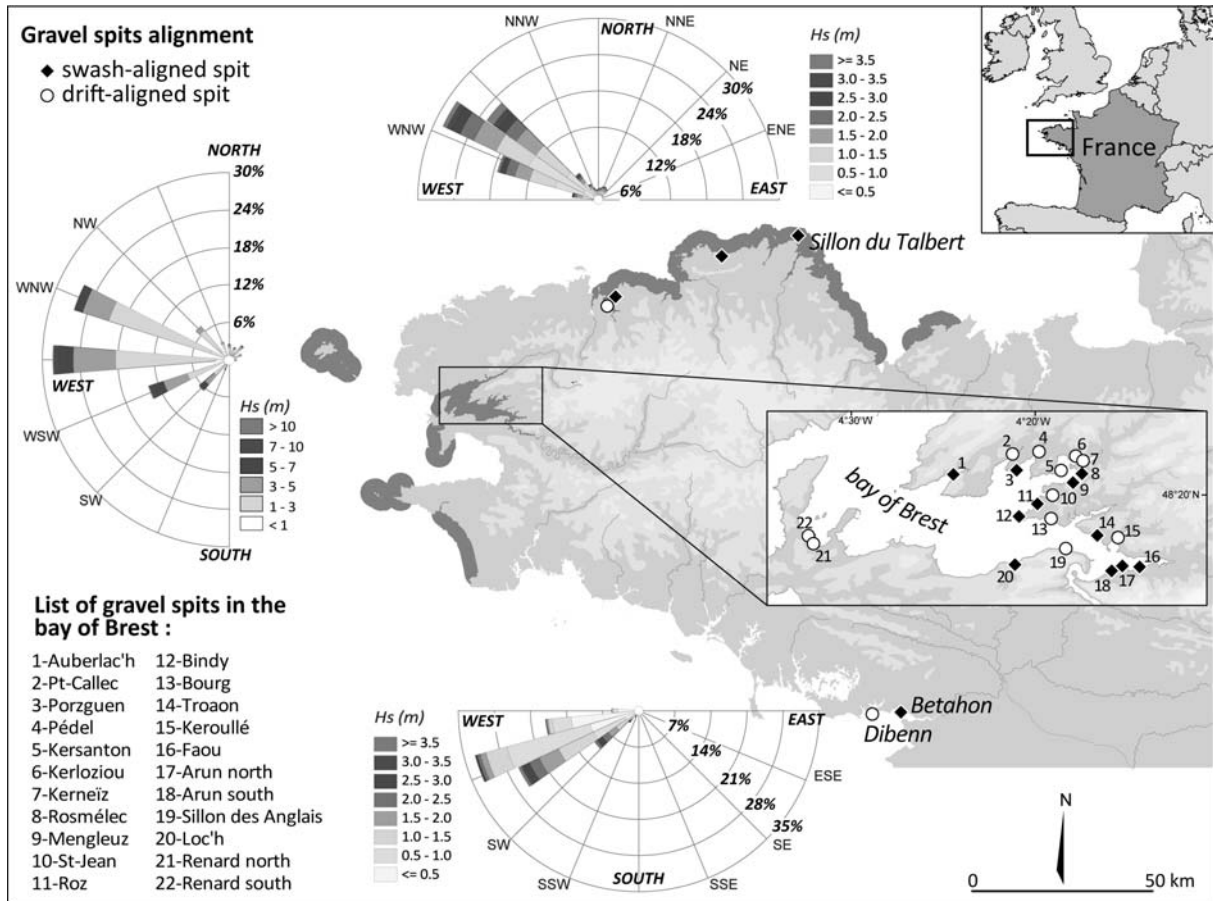 Gravel spits alignment
swash-aligned spit
drift-aligned spit
NNW
NORTH
NNE
NE
30%
24%
ENE
18%
12%
WNW
WEST
6%
EAST
Hs (m)
>= 3.5
3.0 - 3.5
2.5 - 3.0
2.0 - 2.5
1.5 - 2.0
1.0 - 1.5
0.5 - 1.0
<= 0.5
France
NORTH
30%
24%
NW
18%
12%
WNW
6%
WEST
WSW
SW
SOUTH
Hs (m)
> 10
7 - 10
5 - 7
3 - 5
1 - 3
< 1
Sillon du Talbert
4°30'W
4°20'W
48°20'N
bay of Brest
1
2
3
4
5
6
7
8
9
10
11
12
13
14
15
16
17
18
19
20
21
22
Betahon
Dibenn
List of gravel spits in the
bay of Brest :
1-Auberlac'h
2-Pt-Callec
3-Porzguen
4-Pédel
5-Kersanton
6-Kerloziou
7-Kerneïz
8-Rosmélec
9-Mengleuz
10-St-Jean
11-Roz
12-Bindy
13-Bourg
14-Troaon
15-Keroullé
16-Faou
17-Arun north
18-Arun south
19-Sillon des Anglais
20-Loc'h
21-Renard north
22-Renard south
Hs (m)
>= 3.5
3.0 - 3.5
2.5 - 3.0
2.0 - 2.5
1.5 - 2.0
1.0 - 1.5
0.5 - 1.0
<= 0.5
WEST
EAST
7%
14%
ESE
21%
28%
35%
SW
SE
SSW
SOUTH
SSE
N
0
50 km